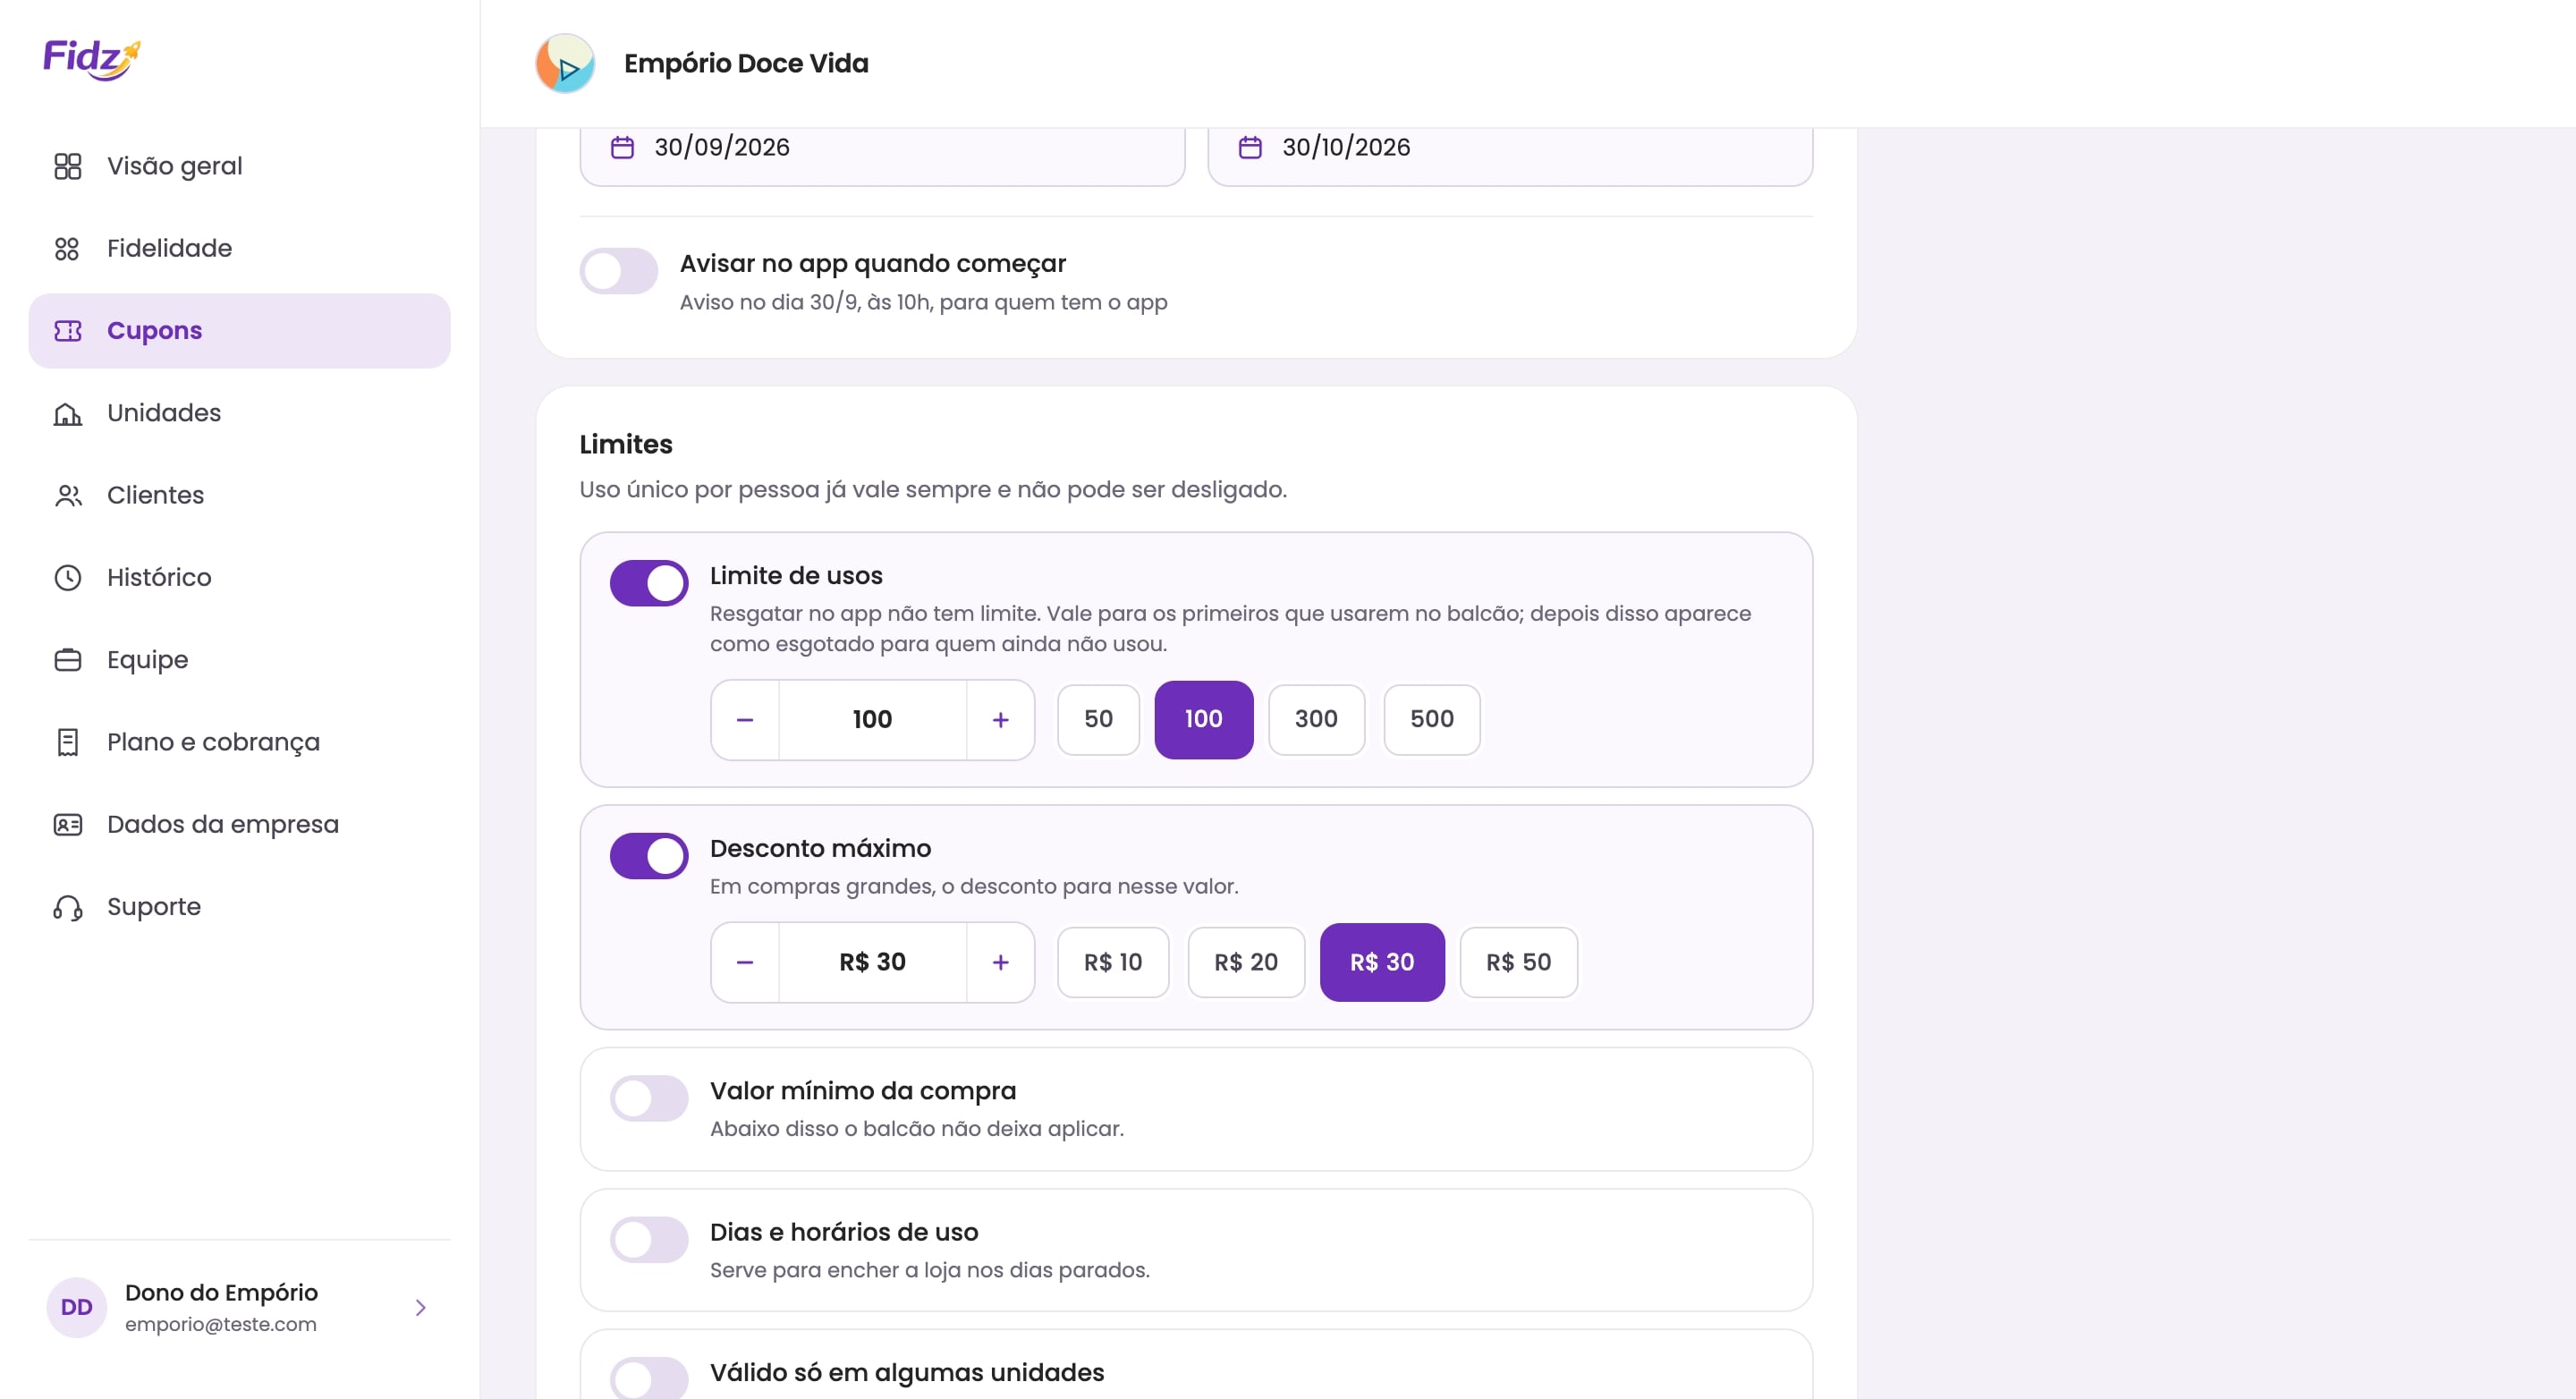 Fidz
Visão geral
Fidelidade
Cupons
Unidades
Clientes
Histórico
Equipe
Plano e cobrança
Dados da empresa
Suporte
DD
Dono do Empório
emporio@teste.com
Empório Doce Vida
30/09/2026
30/10/2026
Avisar no app quando começar
Aviso no dia 30/9, às 10h, para quem tem o app
Limites
Uso único por pessoa já vale sempre e não pode ser desligado.
Limite de usos
Resgatar no app não tem limite. Vale para os primeiros que usarem no balcão; depois disso aparece
como esgotado para quem ainda não usou.
− 100 + 50 100 300 500
Desconto máximo
Em compras grandes, o desconto para nesse valor.
− R$ 30 + R$ 10 R$ 20 R$ 30 R$ 50
Valor mínimo da compra
Abaixo disso o balcão não deixa aplicar.
Dias e horários de uso
Serve para encher a loja nos dias parados.
Válido só em algumas unidades